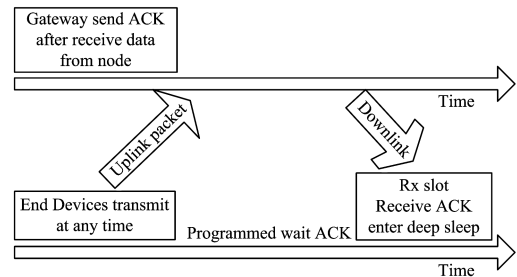 Gateway send ACK
after receive data
from node
Time
Uplink packet
Downlink
End Devices transmit
at any time
Programmed wait ACK
Rx slot
Receive ACK
enter deep sleep
Time